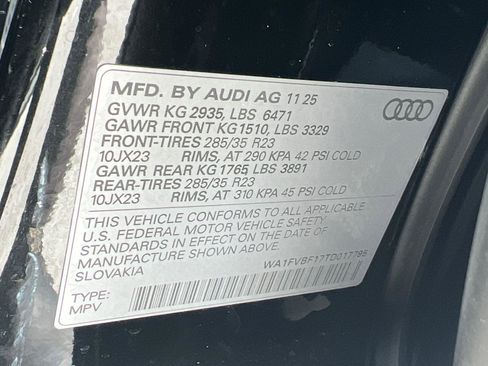 MFD. BY AUDI AG 11 25
GVWR KG 2935, LBS 6471
GAWR FRONT KG1510, LBS 3329
FRONT-TIRES 285/35 R23
10JX23 RIMS, AT 290 KPA 42 PSI COLD
GAWR REAR KG 1765, LBS 3891
REAR-TIRES 285/35 R23
10JX23 RIMS, AT 310 KPA 45 PSI COLD
THIS VEHICLE CONFORMS TO ALL APPLICABLE
U.S. FEDERAL MOTOR VEHICLE SAFETY
STANDARDS IN EFFECT ON THE DATE OF
MANUFACTURE SHOWN ABOVE.
SLOVAKIA WA1FVBF17TD017795
TYPE:
MPV